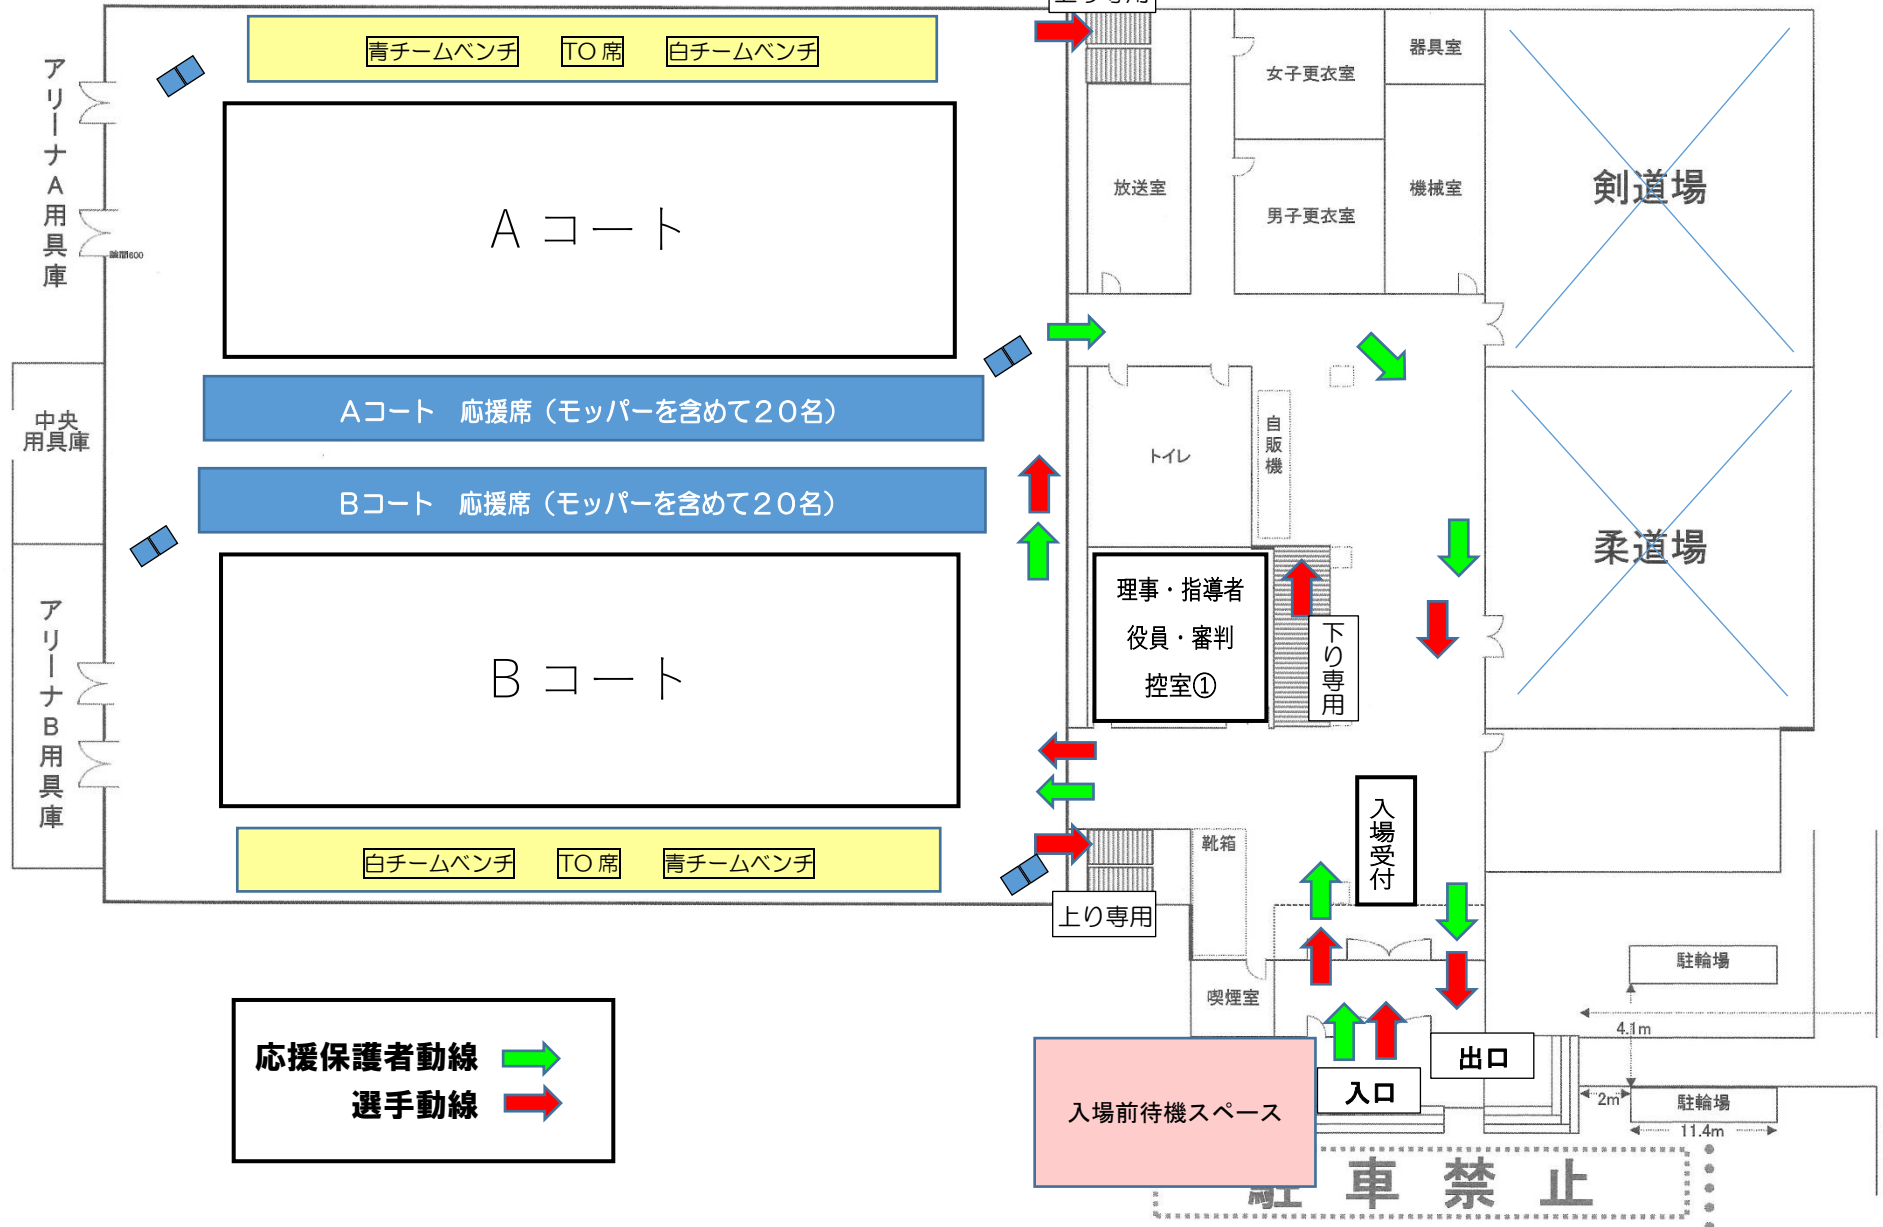 上り専用
青チームベンチ
TO席
白チームベンチ
アリーナA用具庫
Aコート
隙間600
放送室
女子更衣室
器具室
男子更衣室
機械室
剣道場
Aコート　応援席（モッパーを含めて２０名）
Bコート　応援席（モッパーを含めて２０名）
中央
用具庫
トイレ
自販機
柔道場
アリーナB用具庫
Bコート
理事・指導者
役員・審判
控室①
下り専用
白チームベンチ
TO席
青チームベンチ
上り専用
靴箱
入場受付
喫煙室
駐輪場
4.1m
応援保護者動線
選手動線
入場前待機スペース
入口
出口
2m
駐輪場
11.4m
駐車禁止